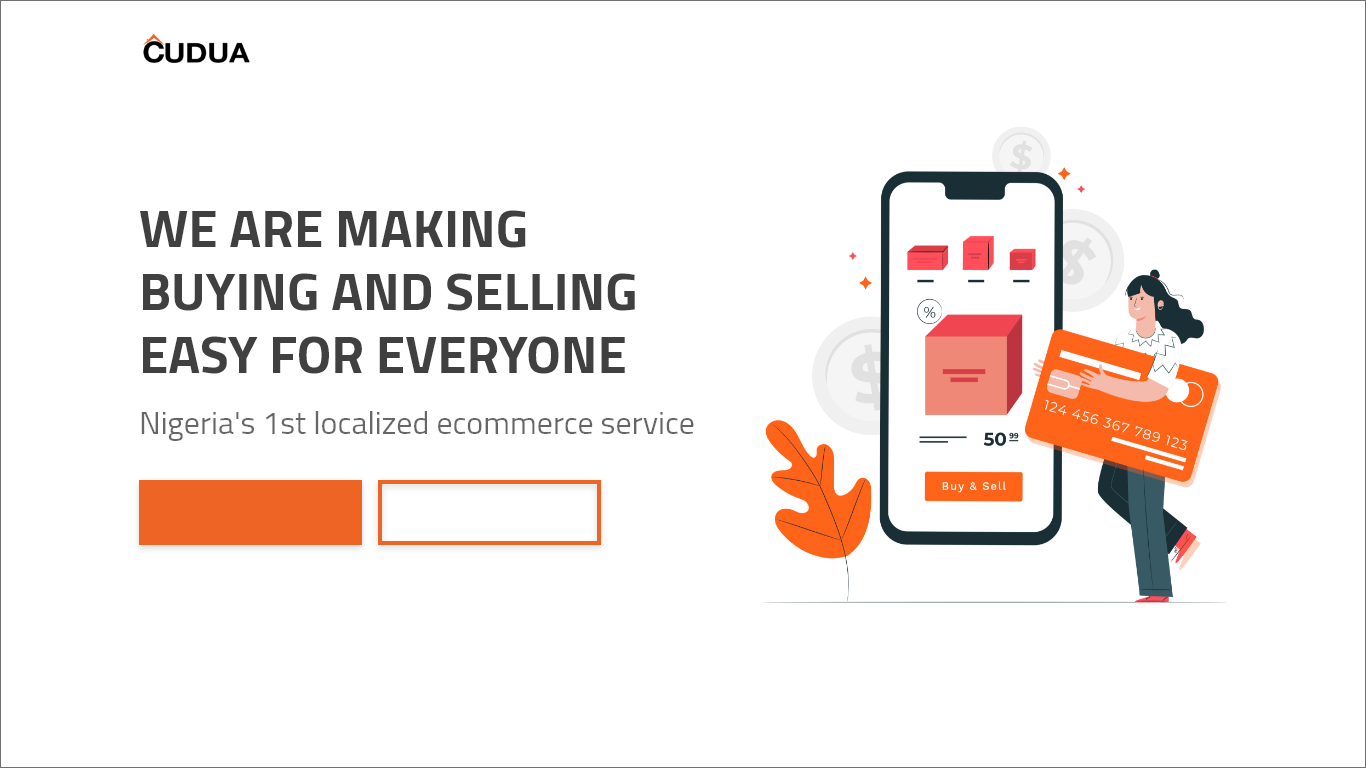 CUDUA
WE ARE MAKING
BUYING AND SELLING
EASY FOR EVERYONE
Nigeria's 1st localized ecommerce service
$
$
%
$
124 456 367 789 123
50 99
Buy & Sell